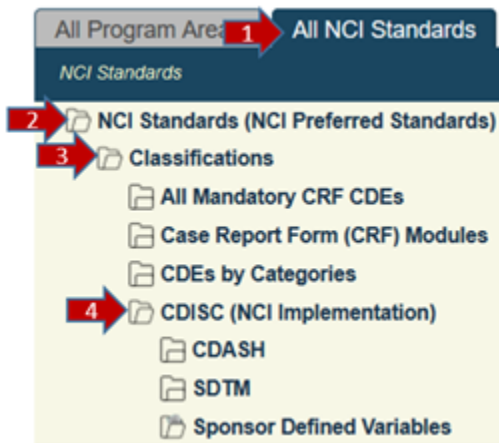 All Program Area 1 All NCI Standards
NCI Standards
2 NCI Standards (NCI Preferred Standards)
3 Classifications
All Mandatory CRF CDEs
Case Report Form (CRF) Modules
CDEs by Categories
4 CDISC (NCI Implementation)
CDASH
SDTM
Sponsor Defined Variables